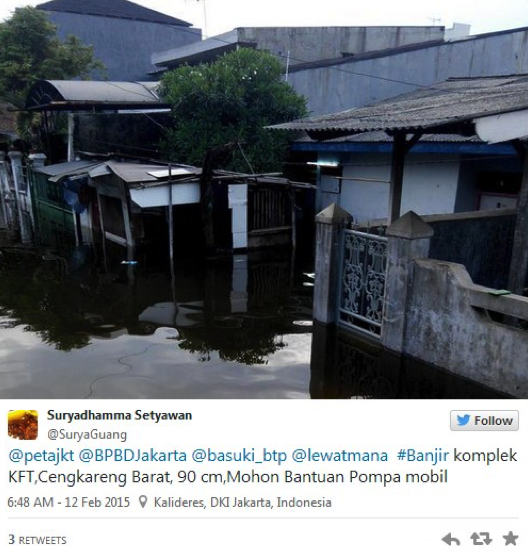 Suryadhamma Setyawan
@SuryaGuang
Follow
@petajkt @BPBDJakarta @basuki_btp @lewatmana #Banjir komplek
KFT,Cengkareng Barat, 90 cm,Mohon Bantuan Pompa mobil
6:48 AM - 12 Feb 2015 Kalideres, DKI Jakarta, Indonesia
3 RETWEETS